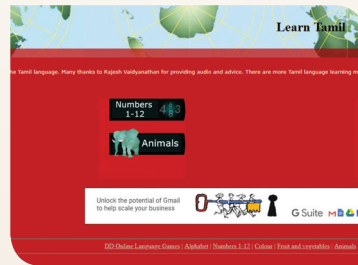 Learn Tamil
he Tamil language. Many thanks to Rajesh Vaidyanathan for providing audio and advice. There are more Tamil language learning m
Numbers
1-12
Animals
Unlock the potential of Gmail
to help scale your business
G Suite
DD Online Language Games | Alphabet | Numbers 1-12 | Colour | Fruit and vegetables | Animals